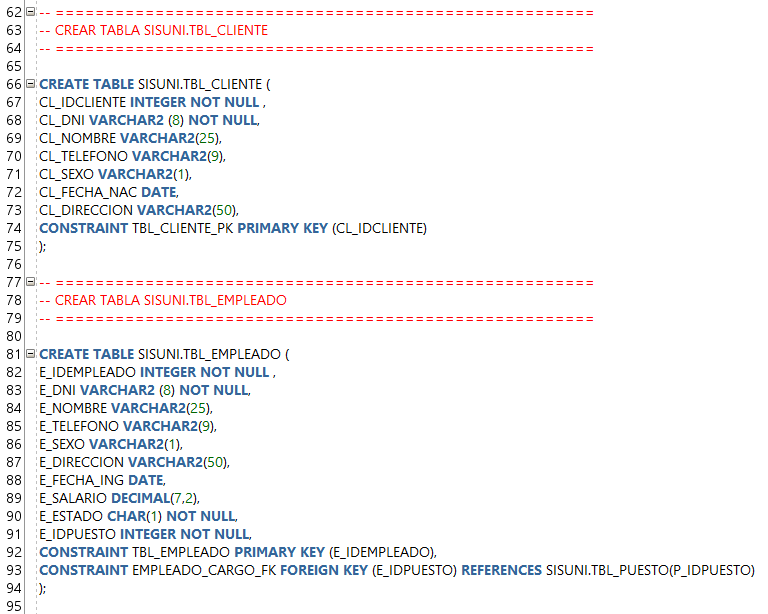 62 -- ======================================================
63 -- CREAR TABLA SISUNI.TBL_CLIENTE
64 -- ======================================================
65
66 CREATE TABLE SISUNI.TBL_CLIENTE (
67 CL_IDCLIENTE INTEGER NOT NULL ,
68 CL_DNI VARCHAR2 (8) NOT NULL,
69 CL_NOMBRE VARCHAR2(25),
70 CL_TELEFONO VARCHAR2(9),
71 CL_SEXO VARCHAR2(1),
72 CL_FECHA_NAC DATE,
73 CL_DIRECCION VARCHAR2(50),
74 CONSTRAINT TBL_CLIENTE_PK PRIMARY KEY (CL_IDCLIENTE)
75 );
76
77 -- ======================================================
78 -- CREAR TABLA SISUNI.TBL_EMPLEADO
79 -- ======================================================
80
81 CREATE TABLE SISUNI.TBL_EMPLEADO (
82 E_IDEMPLEADO INTEGER NOT NULL ,
83 E_DNI VARCHAR2 (8) NOT NULL,
84 E_NOMBRE VARCHAR2(25),
85 E_TELEFONO VARCHAR2(9),
86 E_SEXO VARCHAR2(1),
87 E_DIRECCION VARCHAR2(50),
88 E_FECHA_ING DATE,
89 E_SALARIO DECIMAL(7,2),
90 E_ESTADO CHAR(1) NOT NULL,
91 E_IDPUESTO INTEGER NOT NULL,
92 CONSTRAINT TBL_EMPLEADO PRIMARY KEY (E_IDEMPLEADO),
93 CONSTRAINT EMPLEADO_CARGO_FK FOREIGN KEY (E_IDPUESTO) REFERENCES SISUNI.TBL_PUESTO(P_IDPUESTO)
94 );
95